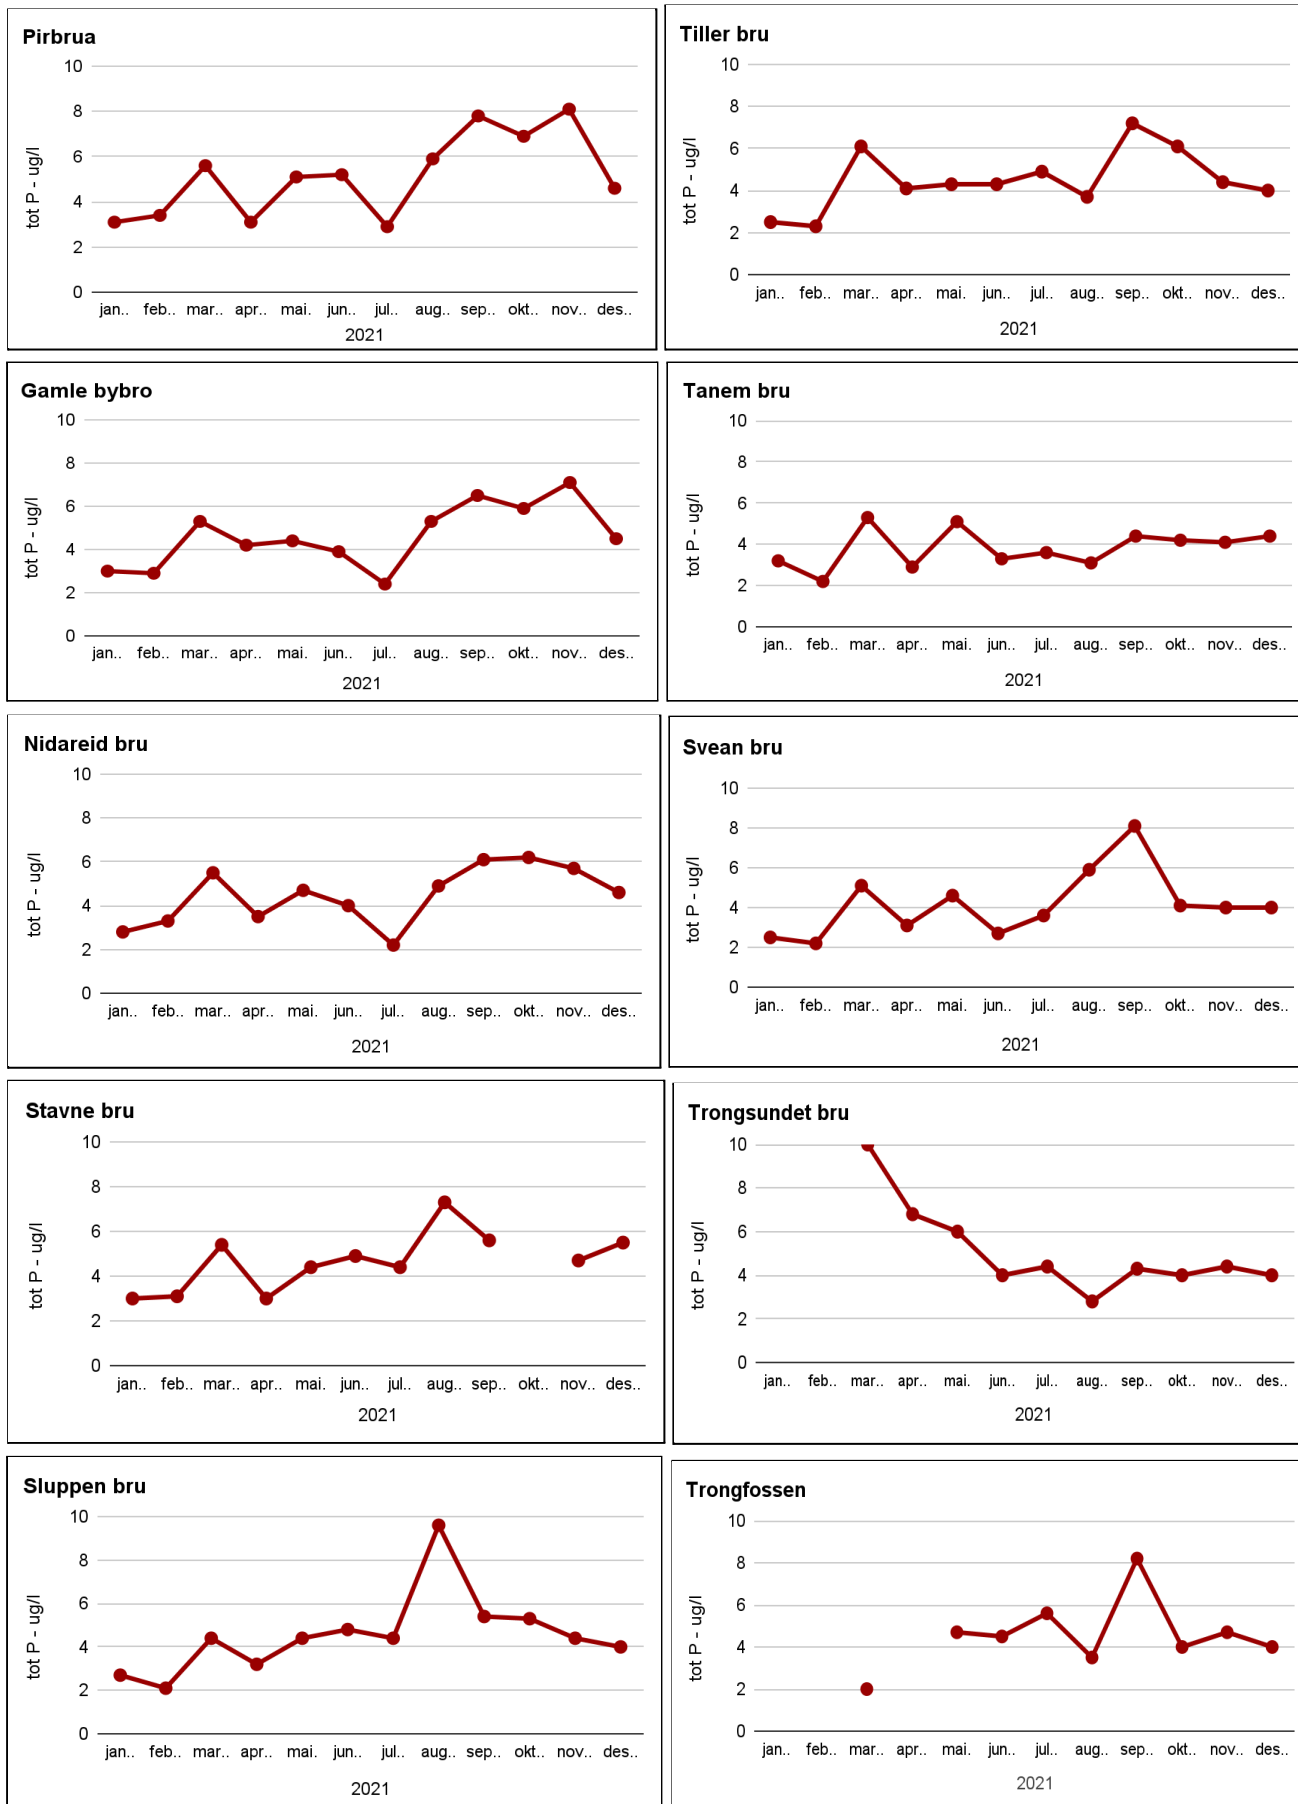 Pirbrua
10
8
6
4
2
0
tot P - ug/l
jan.. feb.. mar.. apr.. mai. jun.. jul.. aug.. sep.. okt.. nov.. des..
2021
Tiller bru
10
8
6
4
2
0
tot P - ug/l
jan.. feb.. mar.. apr.. mai. jun.. jul.. aug.. sep.. okt.. nov.. des..
2021
Gamle bybro
10
8
6
4
2
0
tot P - ug/l
jan.. feb.. mar.. apr.. mai. jun.. jul.. aug.. sep.. okt.. nov.. des..
2021
Tanem bru
10
8
6
4
2
0
tot P - ug/l
jan.. feb.. mar.. apr.. mai. jun.. jul.. aug.. sep.. okt.. nov.. des..
2021
Nidareid bru
10
8
6
4
2
0
tot P - ug/l
jan.. feb.. mar.. apr.. mai. jun.. jul.. aug.. sep.. okt.. nov.. des..
2021
Svean bru
10
8
6
4
2
0
tot P - ug/l
jan.. feb.. mar.. apr.. mai. jun.. jul.. aug.. sep.. okt.. nov.. des..
2021
Stavne bru
10
8
6
4
2
0
tot P - ug/l
jan.. feb.. mar.. apr.. mai. jun.. jul.. aug.. sep.. okt.. nov.. des..
2021
Trongsundet bru
10
8
6
4
2
0
tot P - ug/l
jan.. feb.. mar.. apr.. mai. jun.. jul.. aug.. sep.. okt.. nov.. des..
2021
Sluppen bru
10
8
6
4
2
0
tot P - ug/l
jan.. feb.. mar.. apr.. mai. jun.. jul.. aug.. sep.. okt.. nov.. des..
2021
Trongfossen
10
8
6
4
2
0
tot P - ug/l
jan.. feb.. mar.. apr.. mai. jun.. jul.. aug.. sep.. okt.. nov.. des..
2021